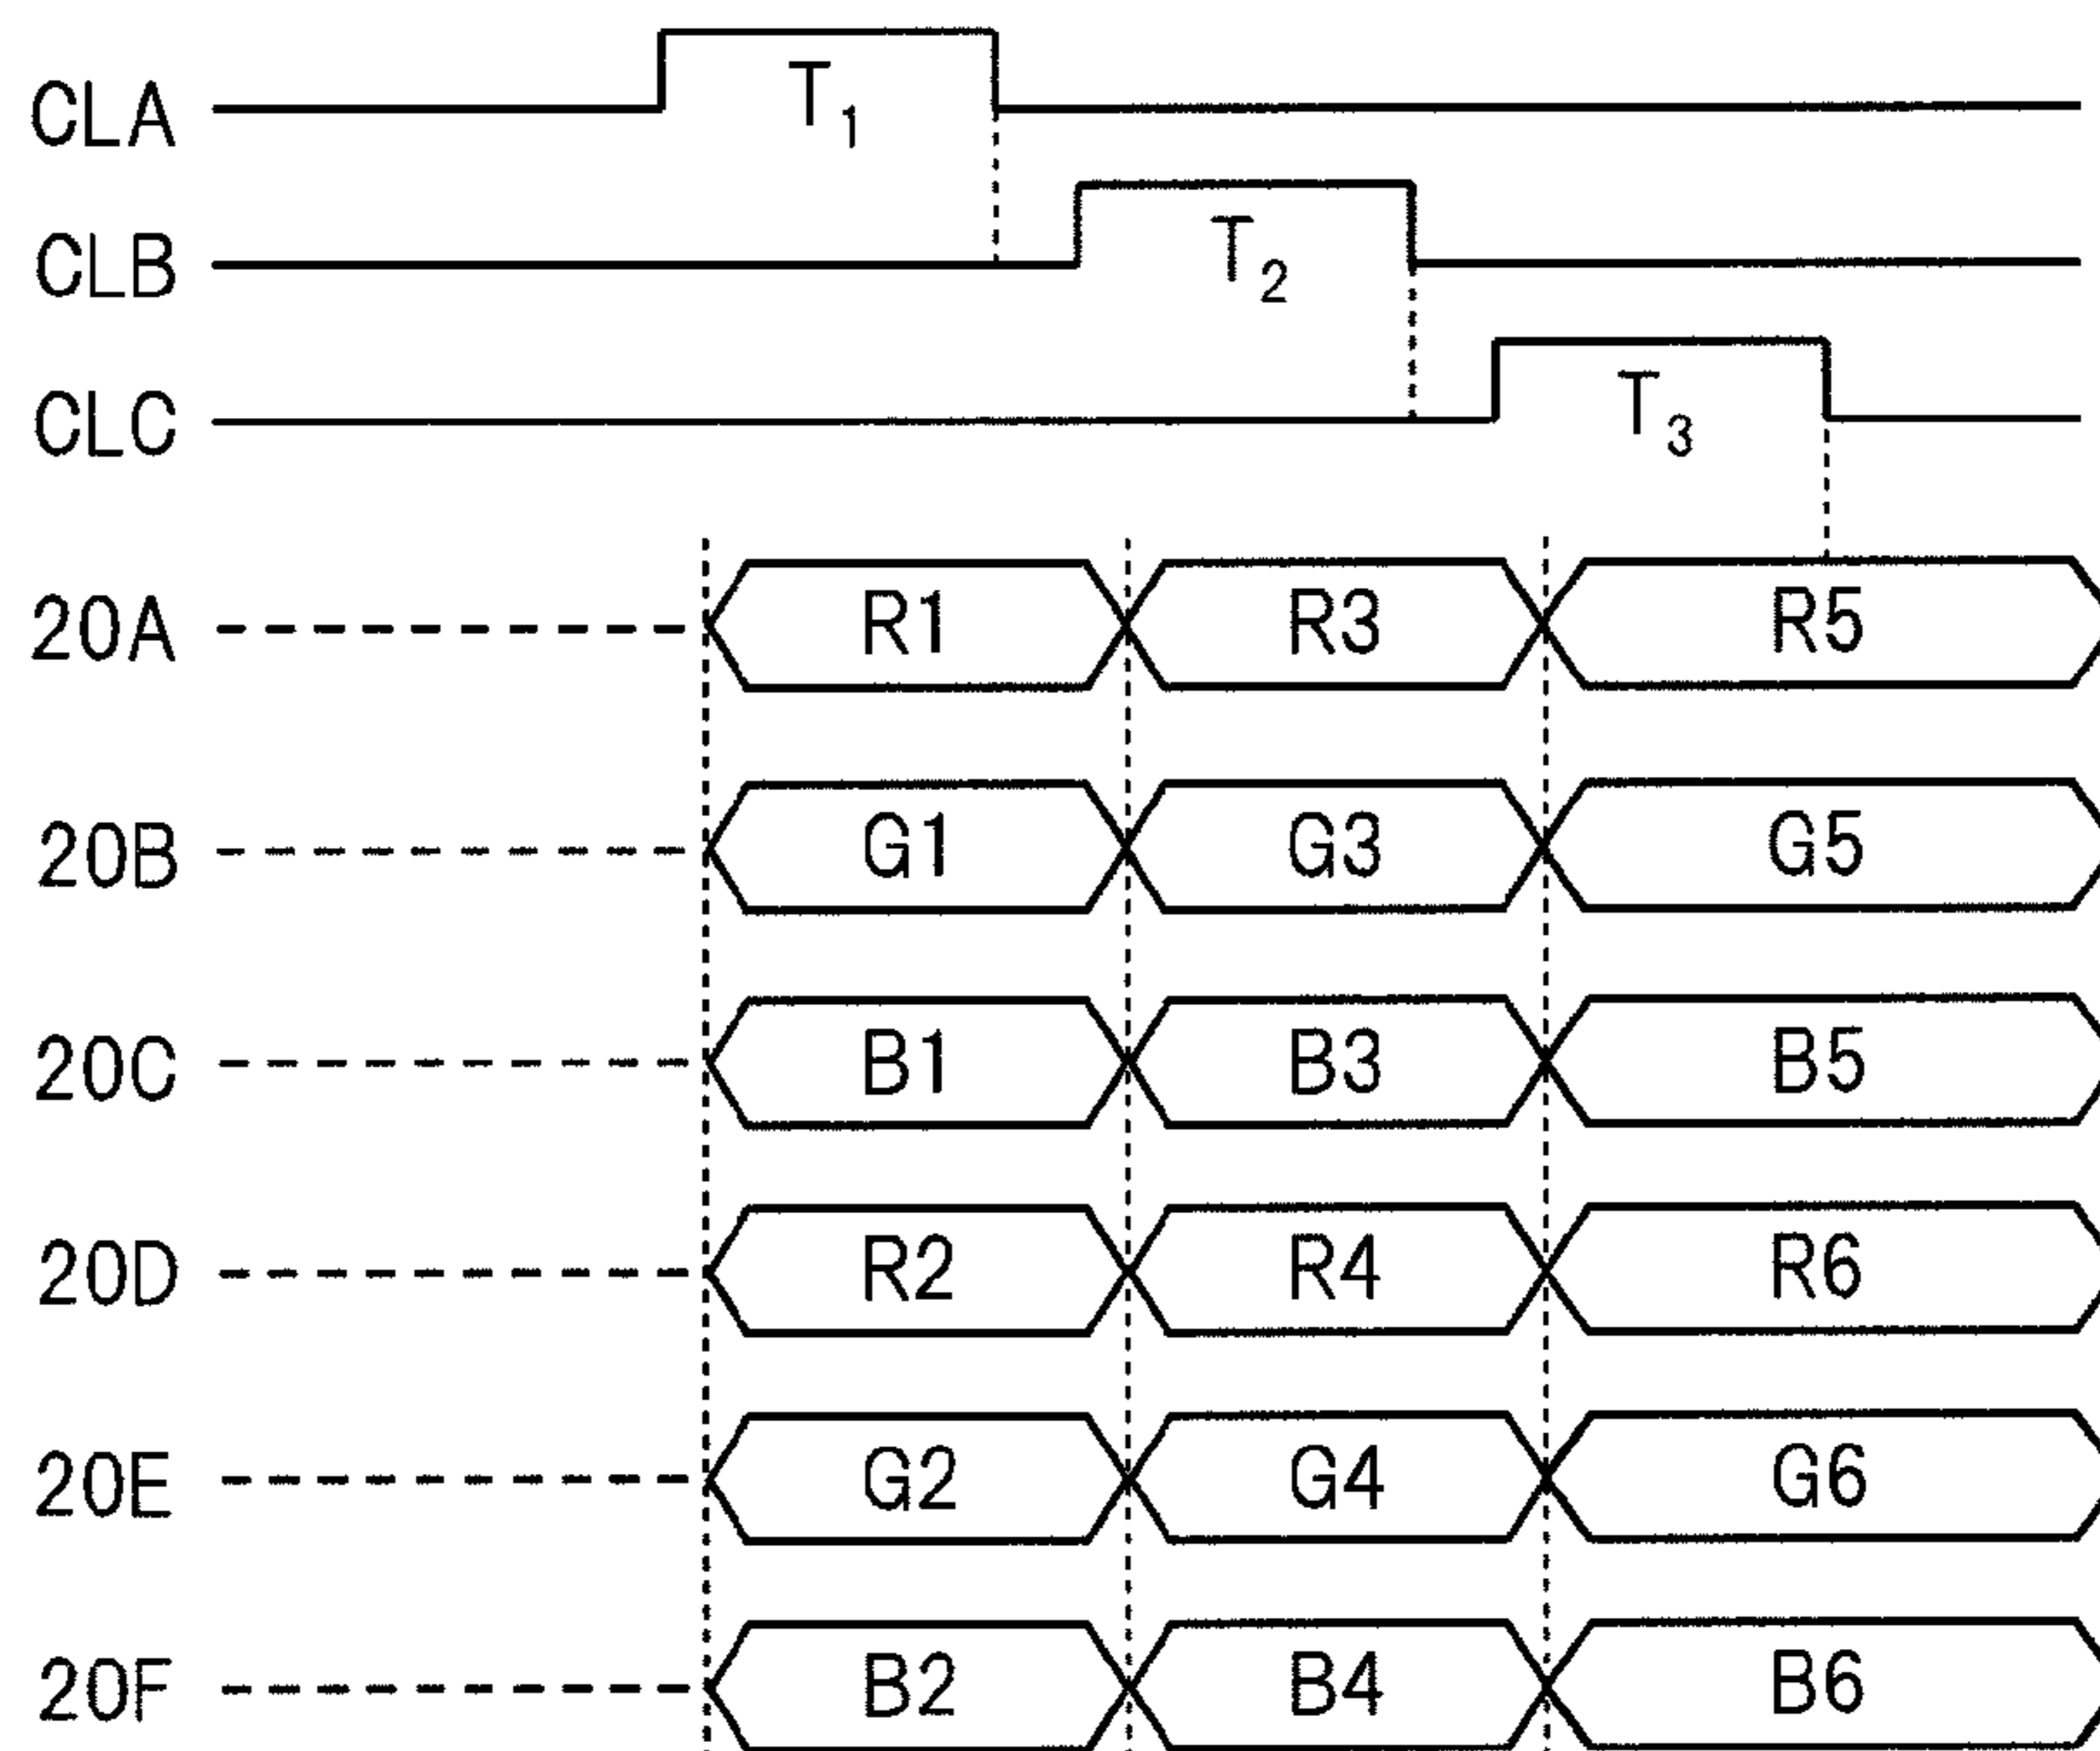 CLA T1
CLB T2
CLC T3
20A R1 R3 R5
20B G1 G3 G5
20C B1 B3 B5
20D R2 R4 R6
20E G2 G4 G6
20F B2 B4 B6